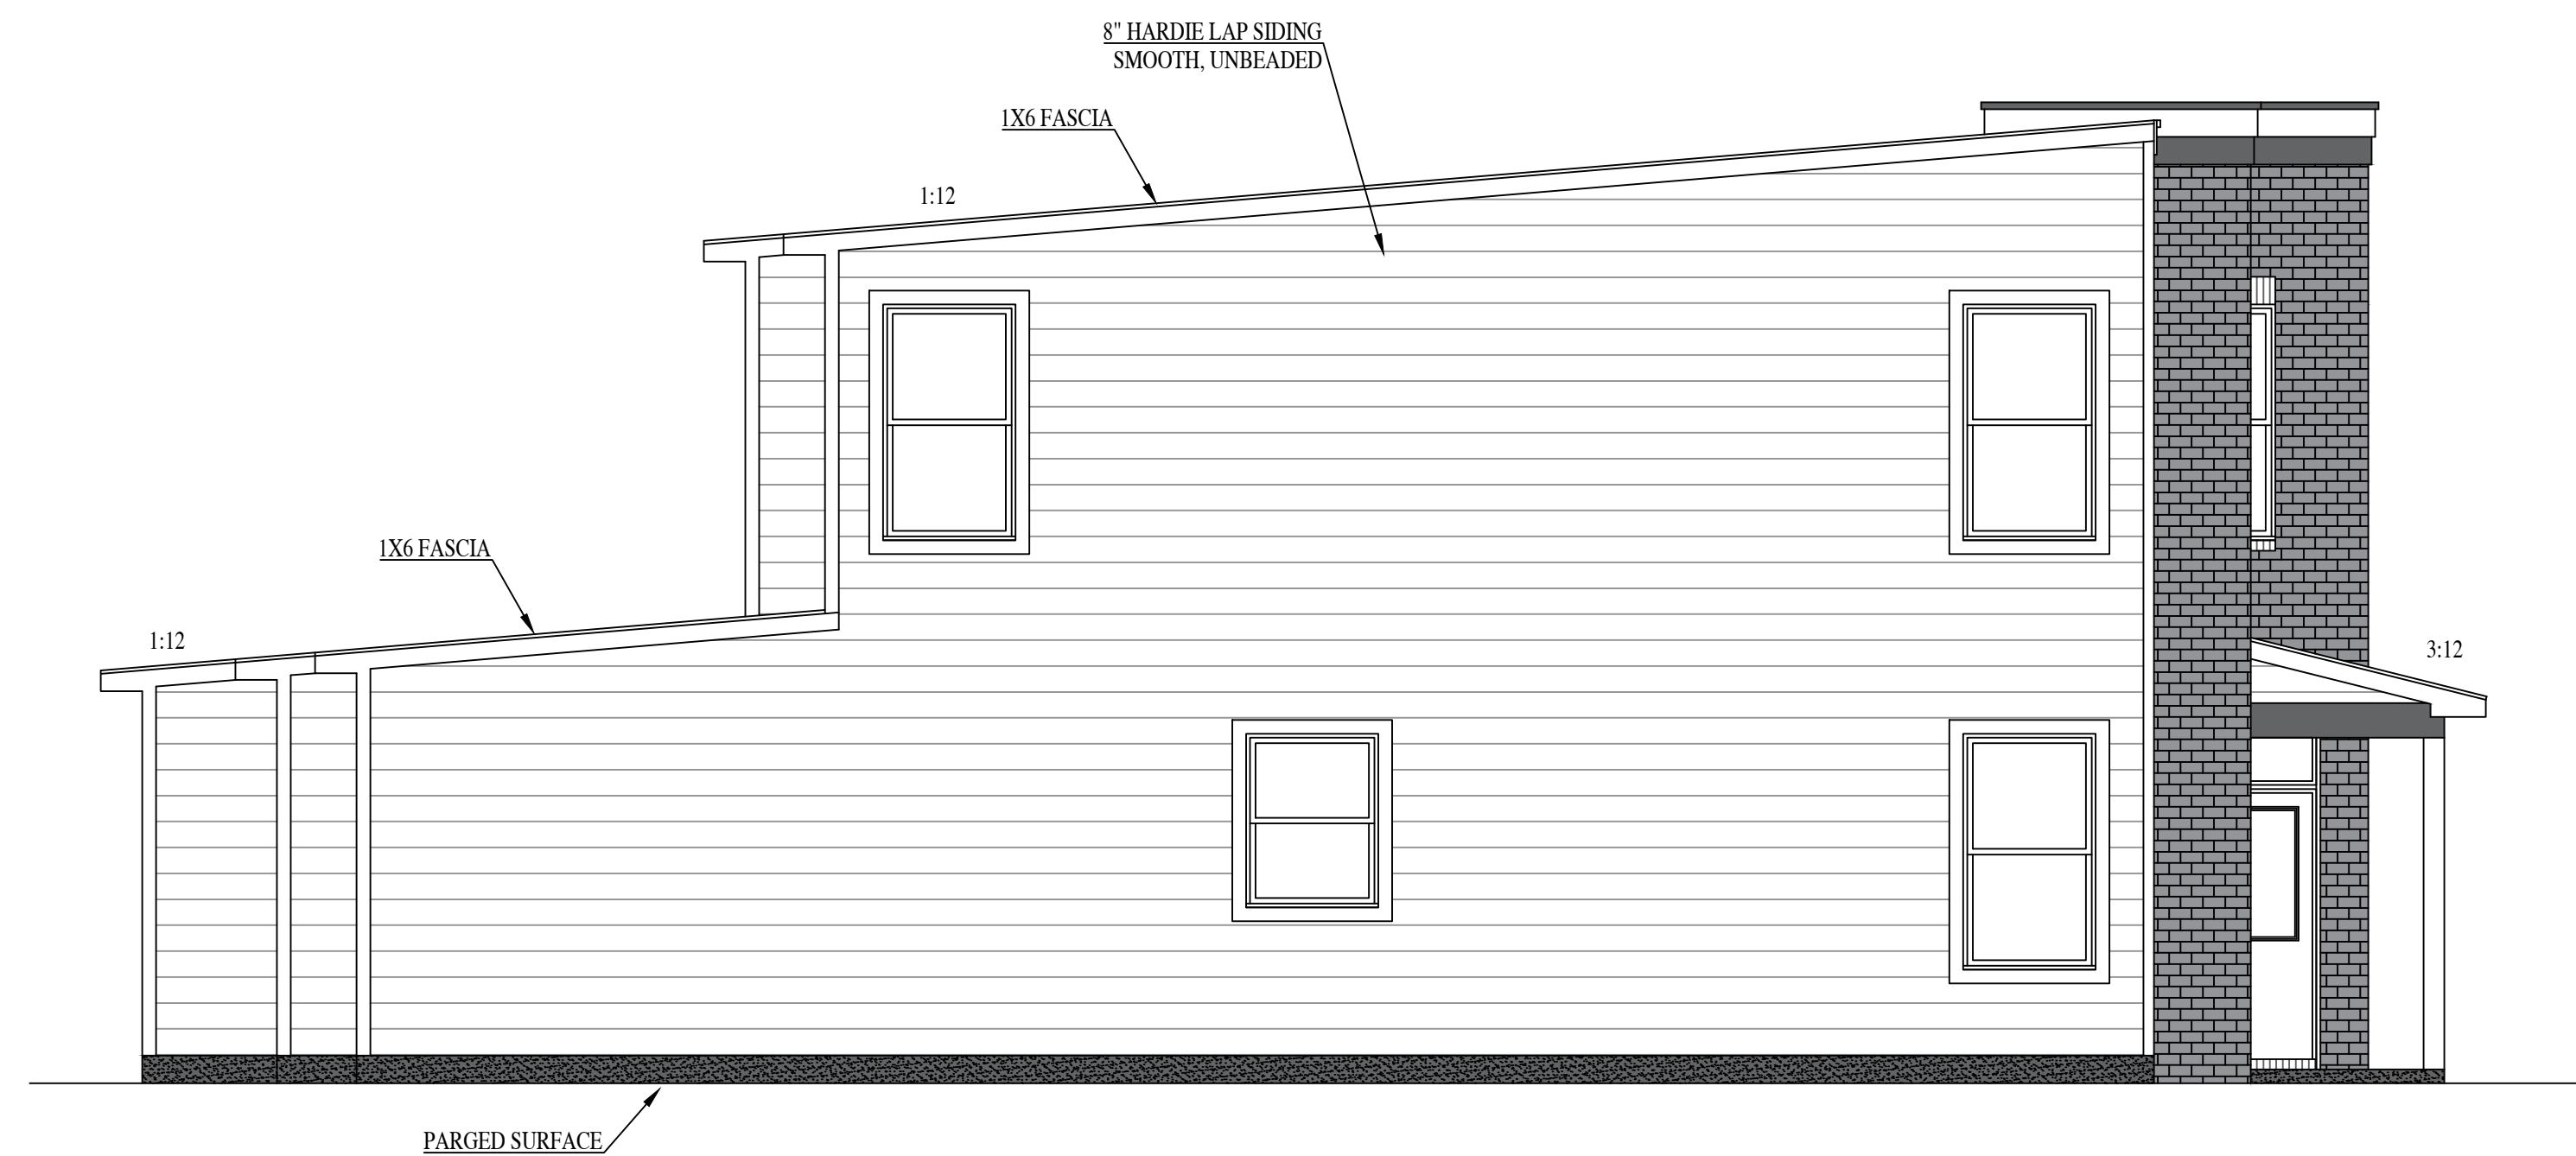 8" HARDIE LAP SIDING
SMOOTH, UNBEADED
1X6 FASCIA
1:12
1X6 FASCIA
1:12
3:12
PARGED SURFACE